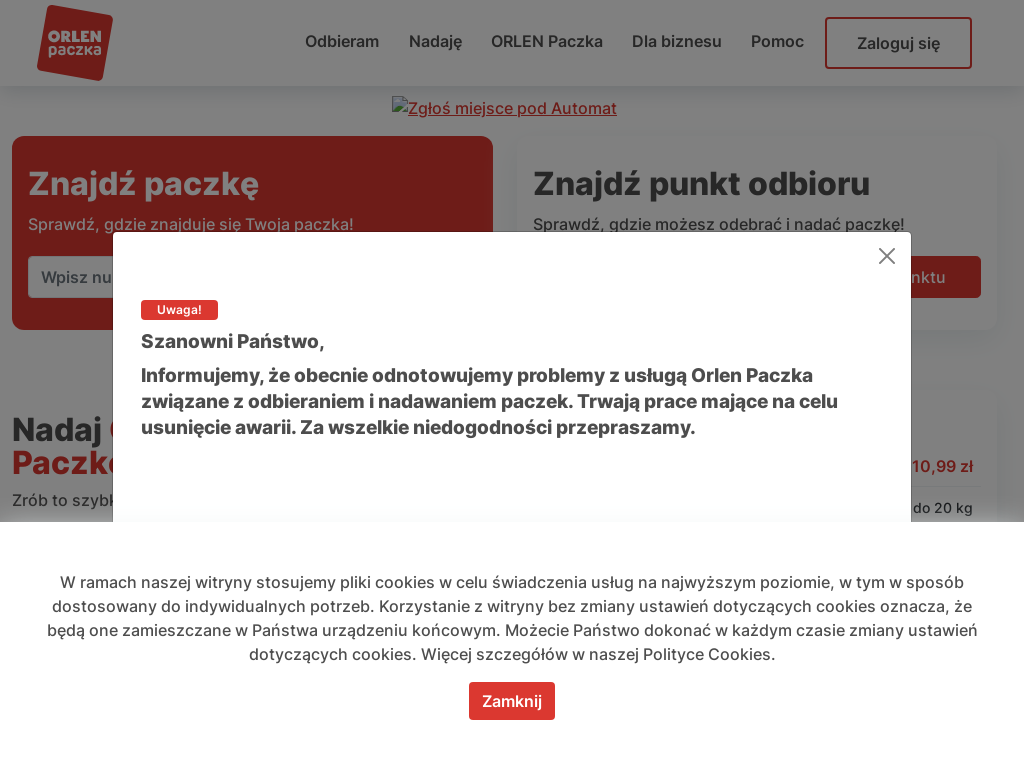 ORLEN
paczka
Odbieram
Nadaję
ORLEN Paczka
Dla biznesu
Pomoc
Zaloguj się
Zgłoś miejsce pod Automat
Znajdź paczkę
Sprawdź, gdzie znajduje się Twoja paczka!
Wpisz nu
Znajdź punkt odbioru
Sprawdź, gdzie możesz odebrać i nadać paczkę!
nktu
Uwaga!
Szanowni Państwo,
Informujemy, że obecnie odnotowujemy problemy z usługą Orlen Paczka
związane z odbieraniem i nadawaniem paczek. Trwają prace mające na celu
usunięcie awarii. Za wszelkie niedogodności przepraszamy.
Nadaj
Paczkę
Zrób to szybk
10,99 zł
do 20 kg
W ramach naszej witryny stosujemy pliki cookies w celu świadczenia usług na najwyższym poziomie, w tym w sposób
dostosowany do indywidualnych potrzeb. Korzystanie z witryny bez zmiany ustawień dotyczących cookies oznacza, że
będą one zamieszczane w Państwa urządzeniu końcowym. Możecie Państwo dokonać w każdym czasie zmiany ustawień
dotyczących cookies. Więcej szczegółów w naszej Polityce Cookies.
Zamknij